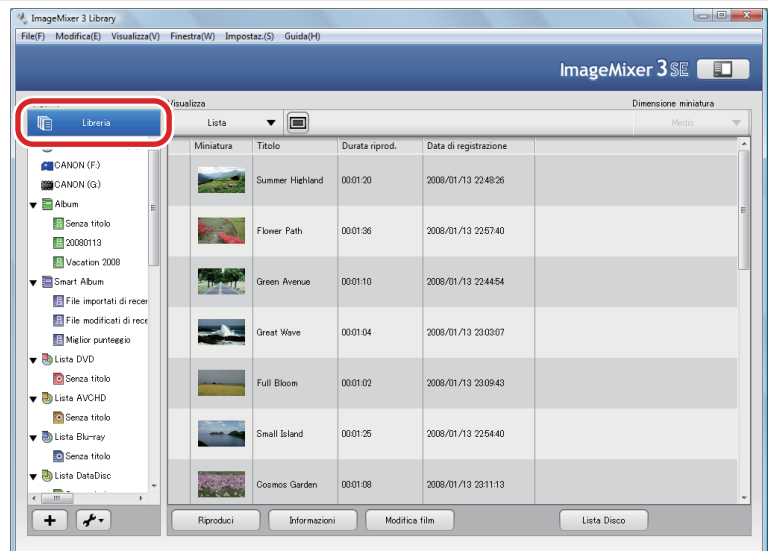 ImageMixer 3 Library
File(F) Modifica(E) Visualizza(V) Finestra(W) Impostaz.(S) Guida(H)
ImageMixer 3 SE
Visualizza
Dimensione miniatura
Libreria
Lista
Medio
Miniatura Titolo Durata riprod. Data di registrazione
CANON (F:)
CANON (G:)
Album
Senza titolo
20080113
Vacation 2008
Smart Album
File importati di recer
File modificati di rece
Miglior punteggio
Lista DVD
Senza titolo
Lista AVCHD
Senza titolo
Lista Blu-ray
Senza titolo
Lista DataDisc
Summer Highland 00:01:20 2008/01/13 22:48:26
Flower Path 00:01:36 2008/01/13 22:57:40
Green Avenue 00:01:10 2008/01/13 22:44:54
Great Wave 00:01:04 2008/01/13 23:03:07
Full Bloom 00:01:02 2008/01/13 23:09:43
Small Island 00:01:25 2008/01/13 22:54:40
Cosmos Garden 00:01:08 2008/01/13 23:11:13
Riproduci
Informazioni
Modifica film
Lista Disco